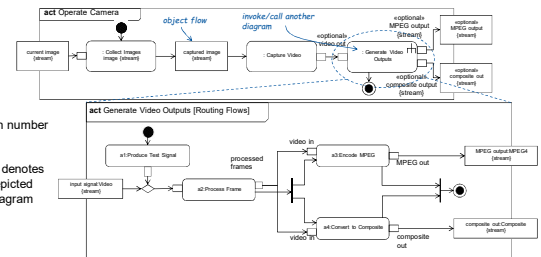 act Operate Camera
object flow
invoke/call another
diagram
«optional»
MPEG output
{stream}
«optional»
MPEG output
{stream}
current image
{stream}
: Collect Images
image {stream}
captured image
{stream}
: Capture Video
«optional»
video out
{stream}
: Generate Video
Outputs
«optional»
composite output
{stream}
«optional»
composite out
{stream}
act Generate Video Outputs [Routing Flows]
n number
denotes
picted
agram
a1:Produce Test Signal
input signal:Video
{stream}
a2:Process Frame
processed
frames
video in
a3:Encode MPEG
MPEG out
MPEG output:MPEG4
{stream}
video in
a4:Convert to Composite
composite
out
composite out:Composite
{stream}